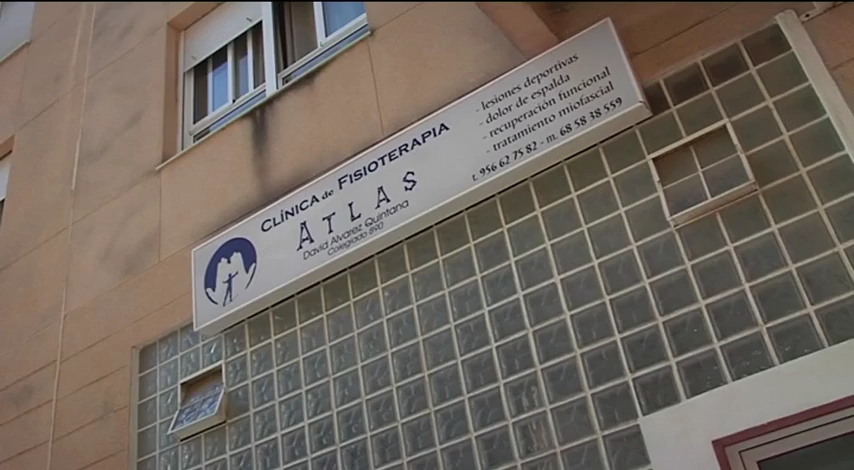 CLÍNICA de FISIOTERAPIA
ATLAS
David Alvarez Quintana
Colegiado 890
- lesiones deportivas
- dolor de espalda
- recuperación funcional
- tratamiento miofascial
t. 956 62 75 82 - m. 68 58 38 559